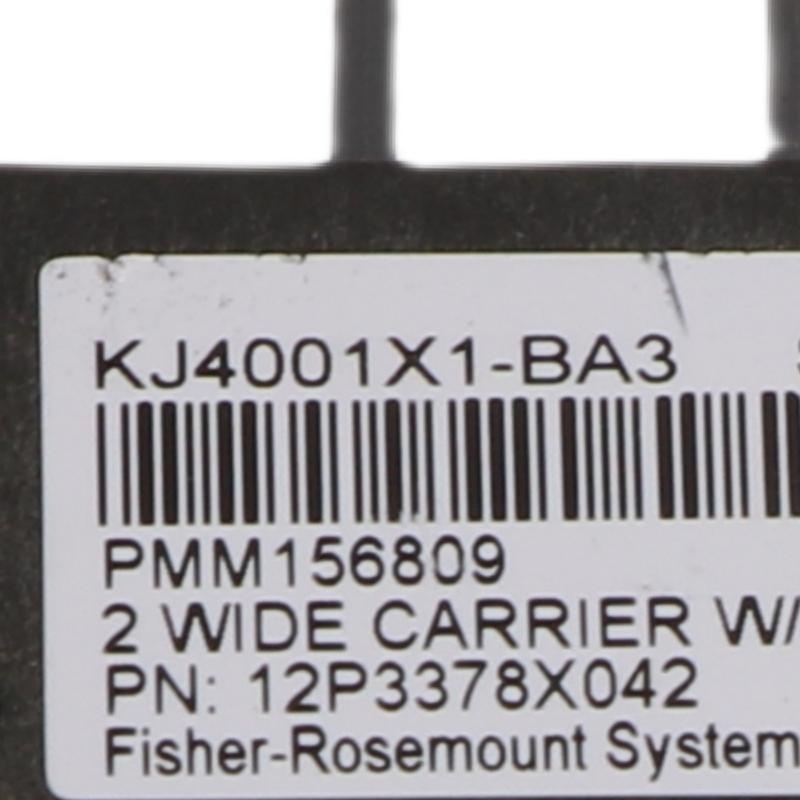 KJ4001X1-BA3
PMM156809
2 WIDE CARRIER W/
PN: 12P3378X042
Fisher-Rosemount System